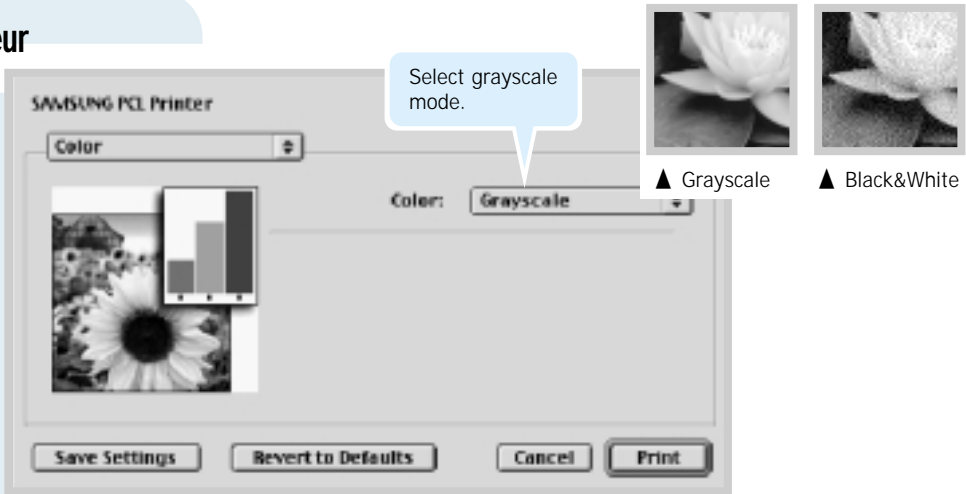 eur
SAMSUNG PCL Printer
Color
Select grayscale
mode.
Color:
Grayscale
▲ Grayscale
▲ Black&White
Save Settings
Revert to Defaults
Cancel
Print